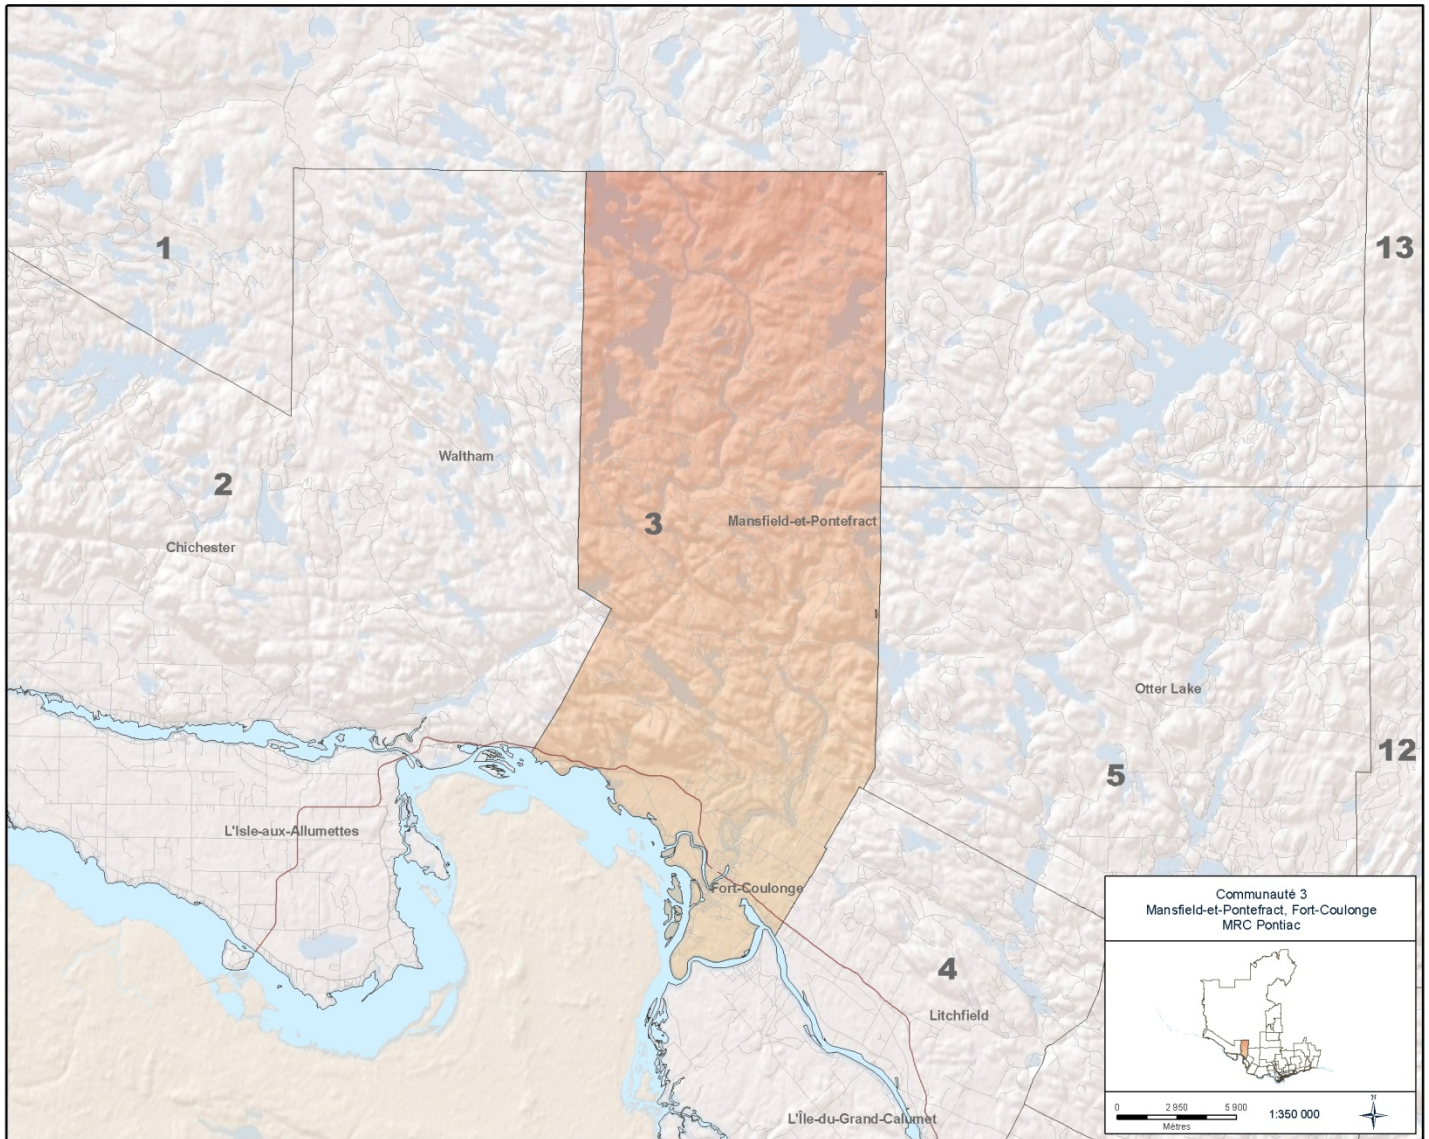 1
13
Waltham
2
3
Mansfield-et-Pontefract
Chichester
Otter Lake
12
5
L'Isle-aux-Allumettes
Fort-Coulonge
4
Litchfield
L'Île-du-Grand-Calumet
Communauté 3
Mansfield-et-Pontefract, Fort-Coulonge
MRC Pontiac
0 2 950 5 900
Mètres
1:350 000
N